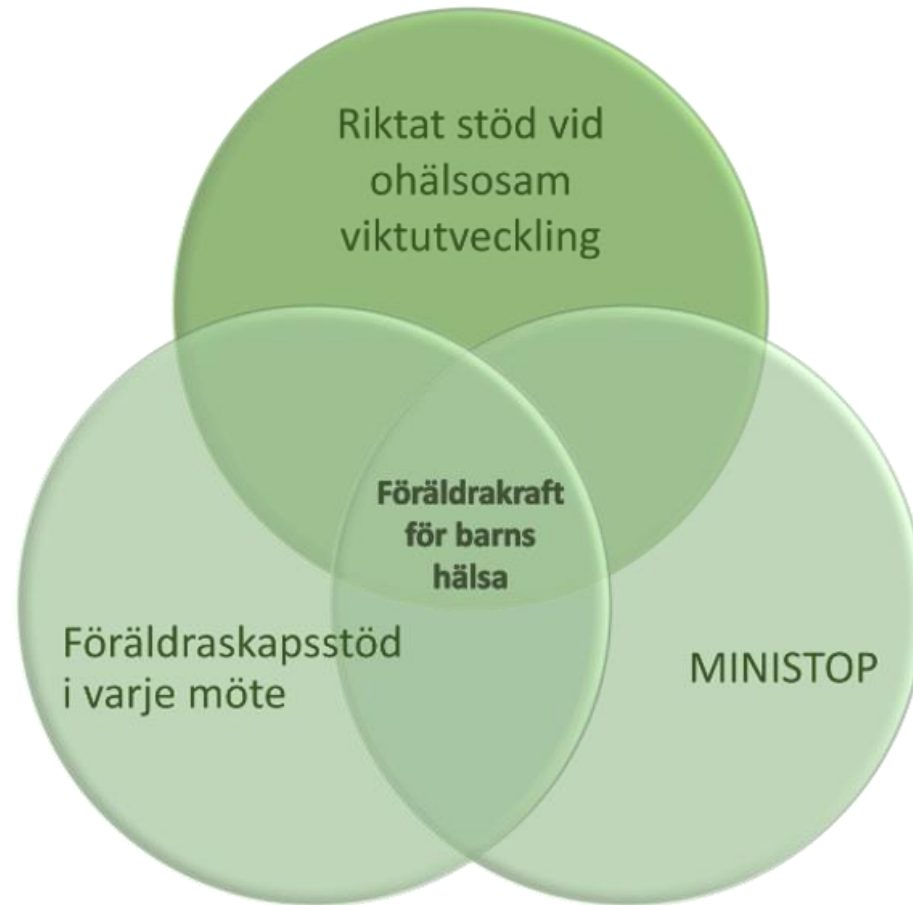 Riktat stöd vid
ohälsosam
viktutveckling
Föräldrakraft
för barns
hälsa
Föräldraskapsstöd
i varje möte
MINISTOP